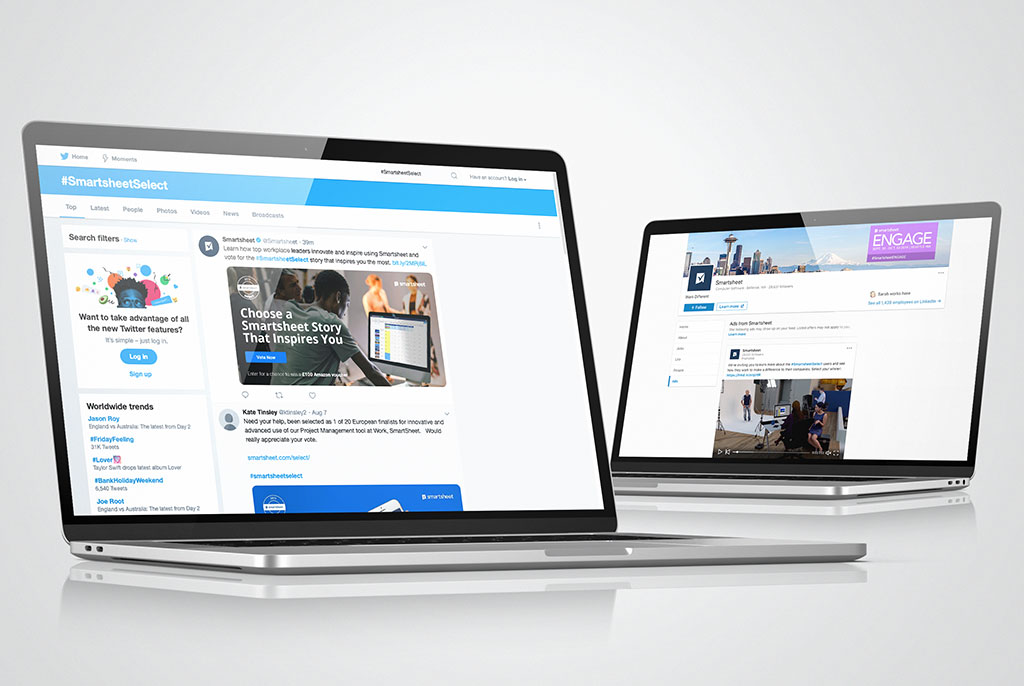 Home Moments
#SmartsheetSelect
Have an account? Log in
#SmartsheetSelect
Top Latest People Photos Videos News Broadcasts
Search filters · Show
Want to take advantage of all
the new Twitter features?
It's simple – just log in.
Log in
Sign up
Worldwide trends
Jason Roy
England vs Australia: The latest from Day 2
#FridayFeeling
31K Tweets
#Lover
Taylor Swift drops latest album Lover
#BankHolidayWeekend
6,540 Tweets
Joe Root
England vs Australia: The latest from Day 2
Smartsheet @Smartsheet · 39m
Learn how top workplace leaders innovate and inspire using Smartsheet and
vote for the #SmartsheetSelect story that inspires you the most.
smartsheet
Choose a
Smartsheet Story
That Inspires You
Vote Now
Enter for a chance to win a £150 Amazon voucher
Kate Tinsley @ldinsley2 · Aug 7
Need your help, been selected as 1 of 20 European finalists for innovative and
advanced use of our Project Management tool at Work, SmartSheet. Would
really appreciate your vote.
smartsheet.com/select/
#smartsheetselect
smartsheet
smartsheet
ENGAGE
#SmartsheetENGAGE
Smartsheet
Work Different
Follow
Learn more
Sarah works here
See all 1,428 employees on LinkedIn
Home
About
Jobs
Life
People
Ads
Ads from Smartsheet
Learn more
Smartsheet